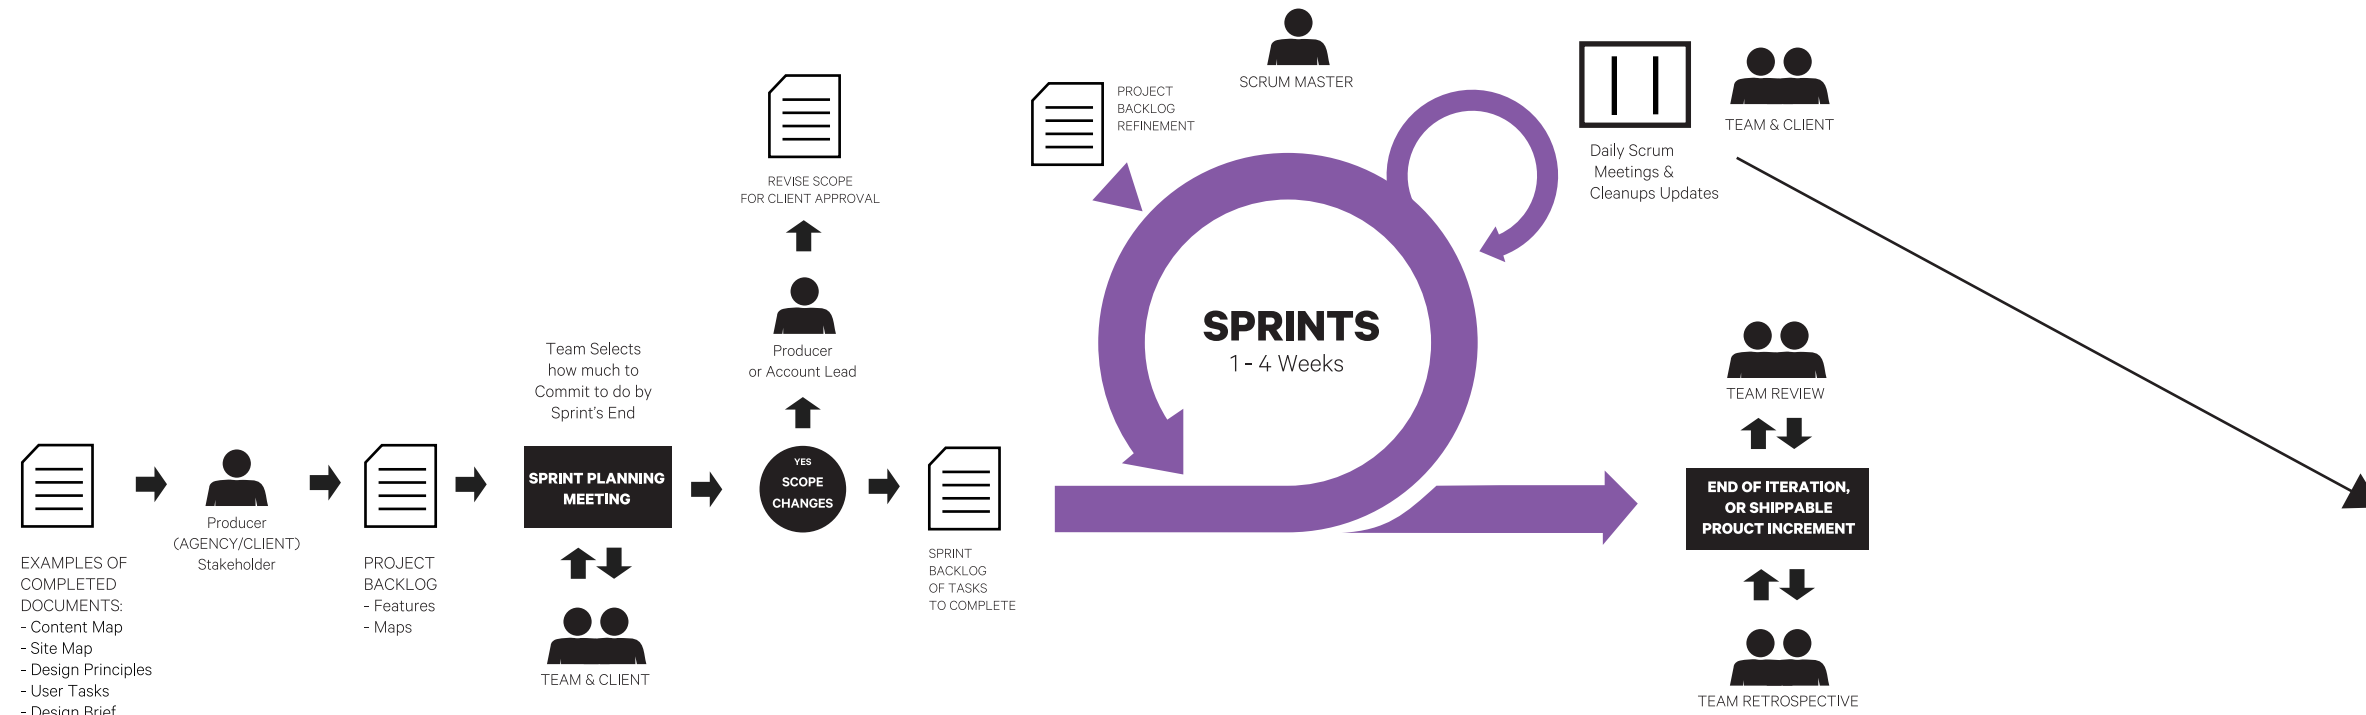 EXAMPLES OF
COMPLETED
DOCUMENTS:
- Content Map
- Site Map
- Design Principles
- User Tasks
- Design Brief
Producer
(AGENCY/CLIENT)
Stakeholder
PROJECT
BACKLOG
- Features
- Maps
Team Selects
how much to
Commit to do by
Sprint's End
SPRINT PLANNING
MEETING
TEAM & CLIENT
REVISE SCOPE
FOR CLIENT APPROVAL
Producer
or Account Lead
YES
SCOPE
CHANGES
SPRINT
BACKLOG
OF TASKS
TO COMPLETE
PROJECT
BACKLOG
REFINEMENT
SCRUM MASTER
SPRINTS
1 - 4 Weeks
Daily Scrum
Meetings &
Cleanups Updates
TEAM & CLIENT
TEAM REVIEW
END OF ITERATION,
OR SHIPPABLE
PROUCT INCREMENT
TEAM RETROSPECTIVE